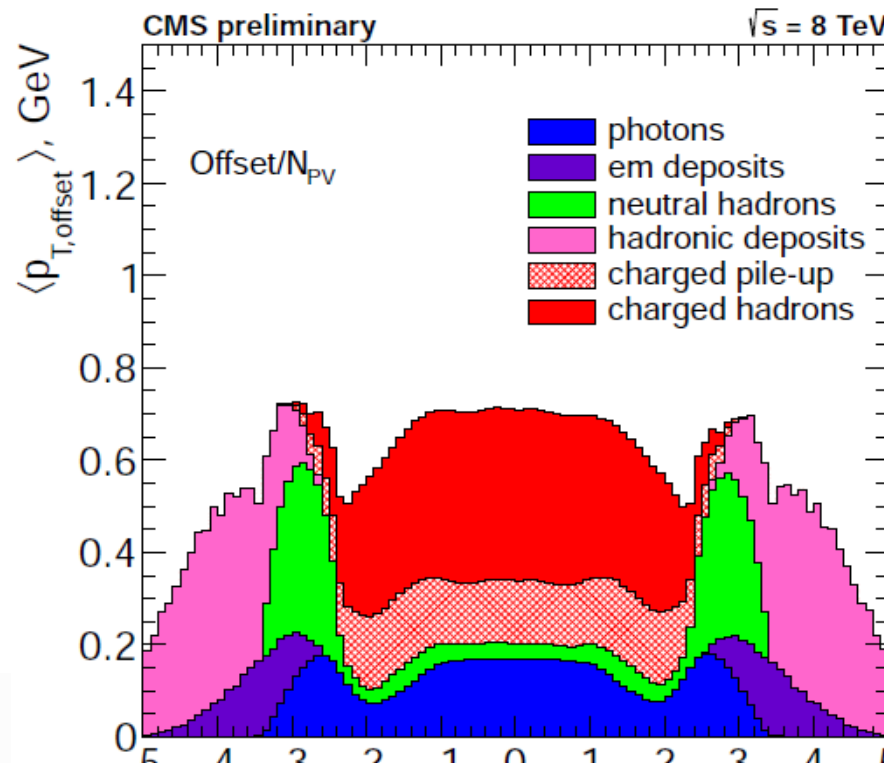 CMS preliminary
√s = 8 TeV
⟨p_T,offset⟩, GeV
Offset/N_PV
photons
em deposits
neutral hadrons
hadronic deposits
charged pile-up
charged hadrons
1.4
1.2
1
0.8
0.6
0.4
0.2
0
5 4 3 2 1 0 1 2 3 4 5